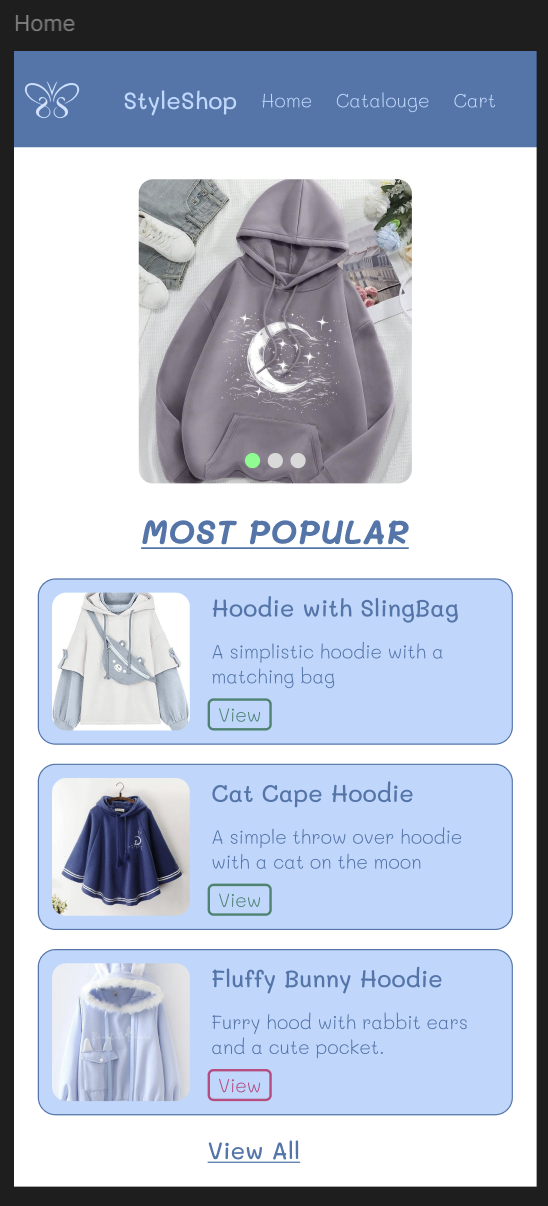 Home
StyleShop Home Catalouge Cart
MOST POPULAR
Hoodie with SlingBag
A simplistic hoodie with a
matching bag
View
Cat Cape Hoodie
A simple throw over hoodie
with a cat on the moon
View
Fluffy Bunny Hoodie
Furry hood with rabbit ears
and a cute pocket.
View
View All